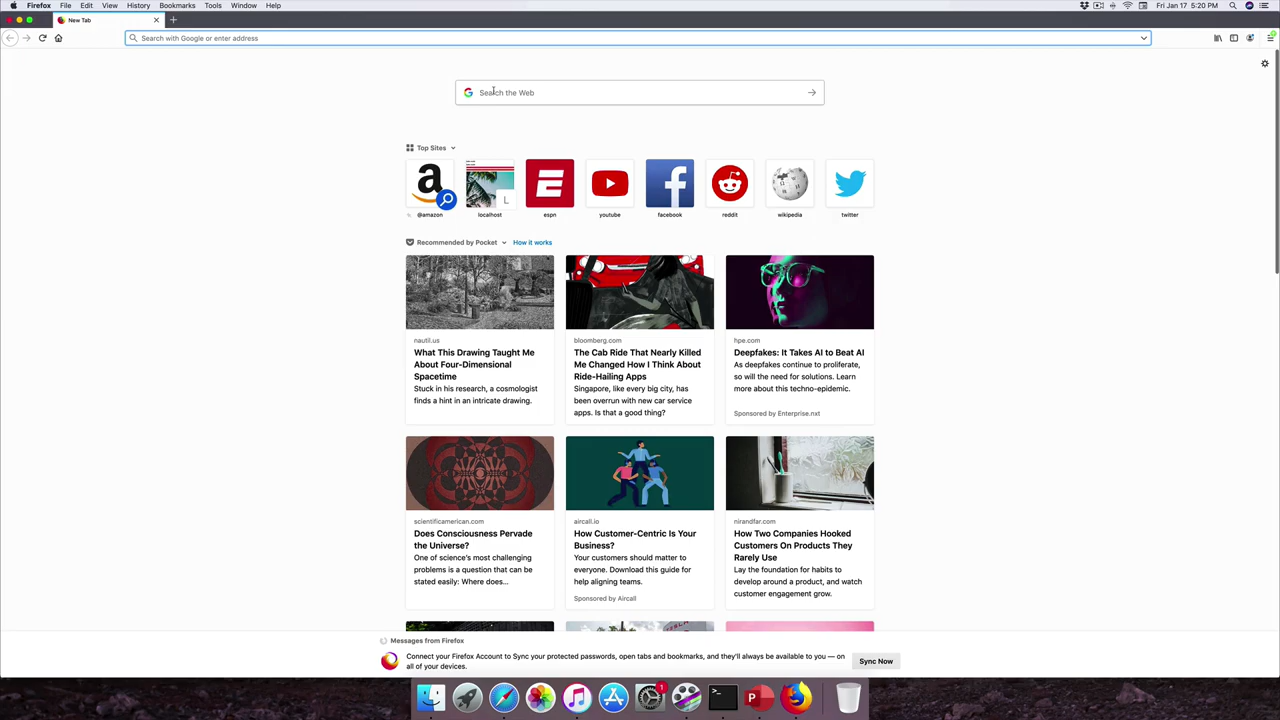 Firefox File Edit View History Bookmarks Tools Window Help Fri Jan 17 5:20 PM
New Tab
Search with Google or enter address
Search the Web
Top Sites
a E L
@amazon localhost espn youtube facebook reddit wikipedia twitter
Recommended by Pocket How it works
nautil.us
What This Drawing Taught Me
About Four-Dimensional
Spacetime
Stuck in his research, a cosmologist
finds a hint in an intricate drawing.
bloomberg.com
The Cab Ride That Nearly Killed
Me Changed How I Think About
Ride-Hailing Apps
Singapore, like every big city, has
been overrun with new car service
apps. Is that a good thing?
hpe.com
Deepfakes: It Takes AI to Beat AI
As deepfakes continue to proliferate,
so will the need for solutions. Learn
more about this techno-epidemic.
Sponsored by Enterprise.nxt
scientificamerican.com
Does Consciousness Pervade
the Universe?
One of science's most challenging
problems is a question that can be
stated easily: Where does...
aircall.io
How Customer-Centric Is Your
Business?
Your customers should matter to
everyone. Download this guide for
help aligning teams.
Sponsored by Aircall
nirandfar.com
How Two Companies Hooked
Customers On Products They
Rarely Use
Lay the foundation for habits to
develop around a product, and watch
customer engagement grow.
Messages from Firefox
Connect your Firefox Account to Sync your protected passwords, open tabs and bookmarks, and they'll always be available to you — on
all of your devices.
Sync Now
1